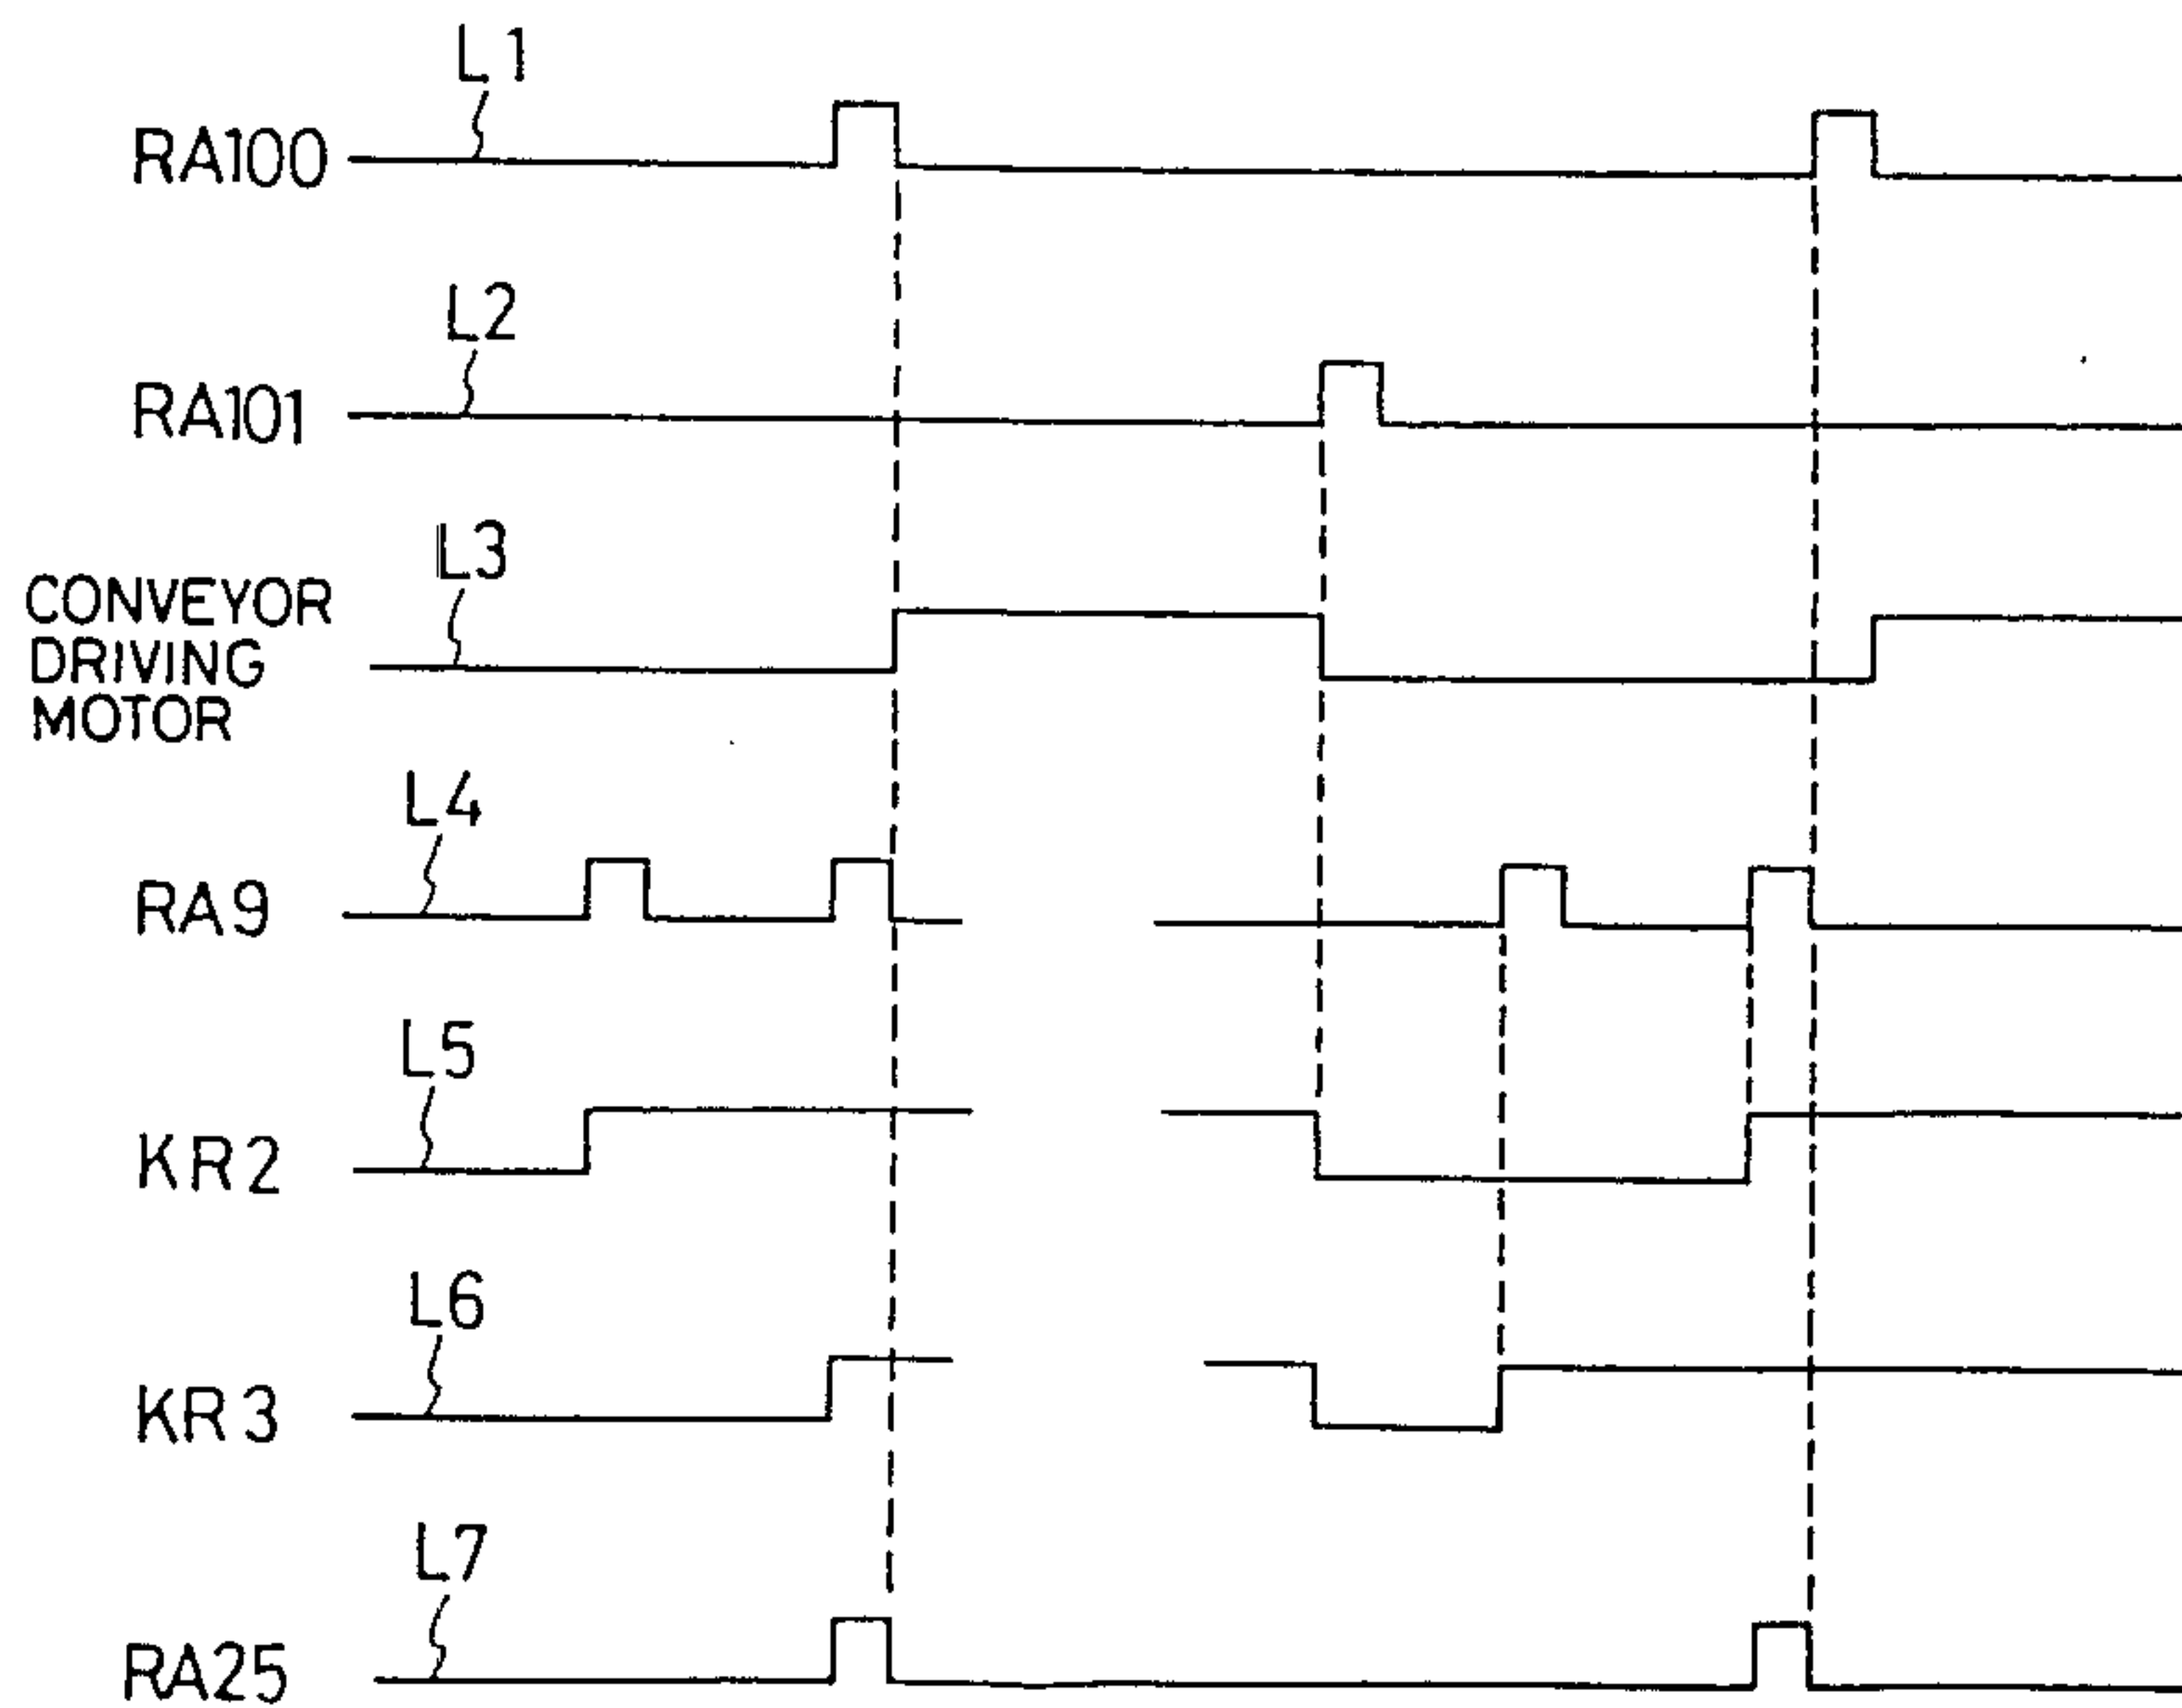 L1
RA100
L2
RA101
L3
CONVEYOR
DRIVING
MOTOR
L4
RA9
L5
KR2
L6
KR3
L7
RA25